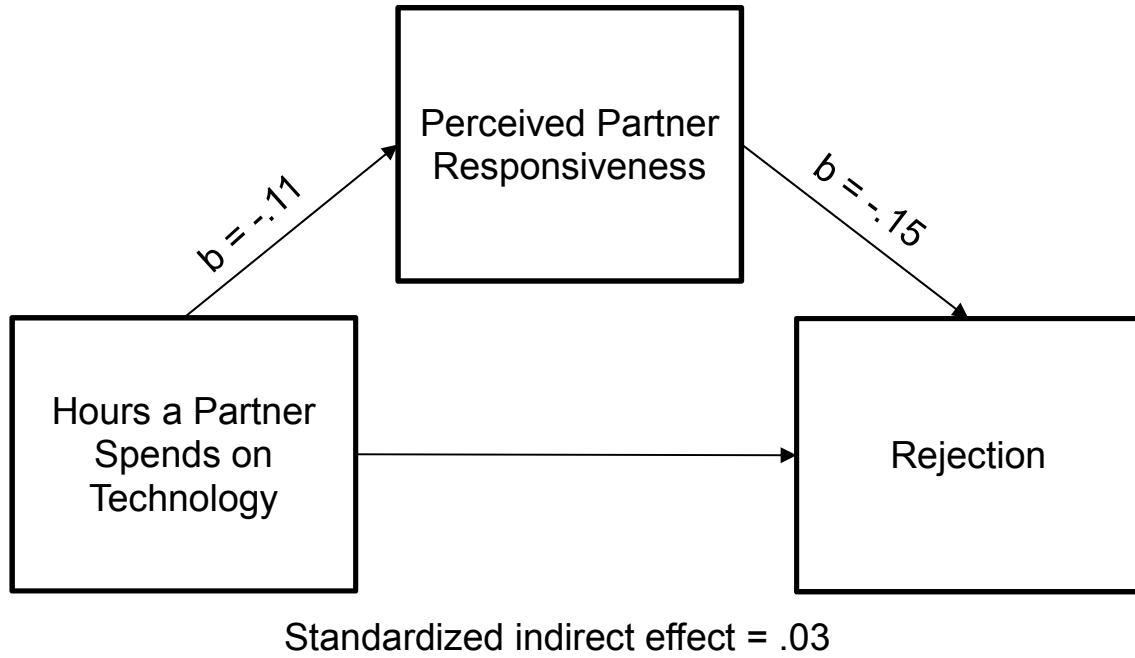 Perceived Partner
Responsiveness
b = -.11
b = -.15
Hours a Partner
Spends on
Technology
Rejection
Standardized indirect effect = .03